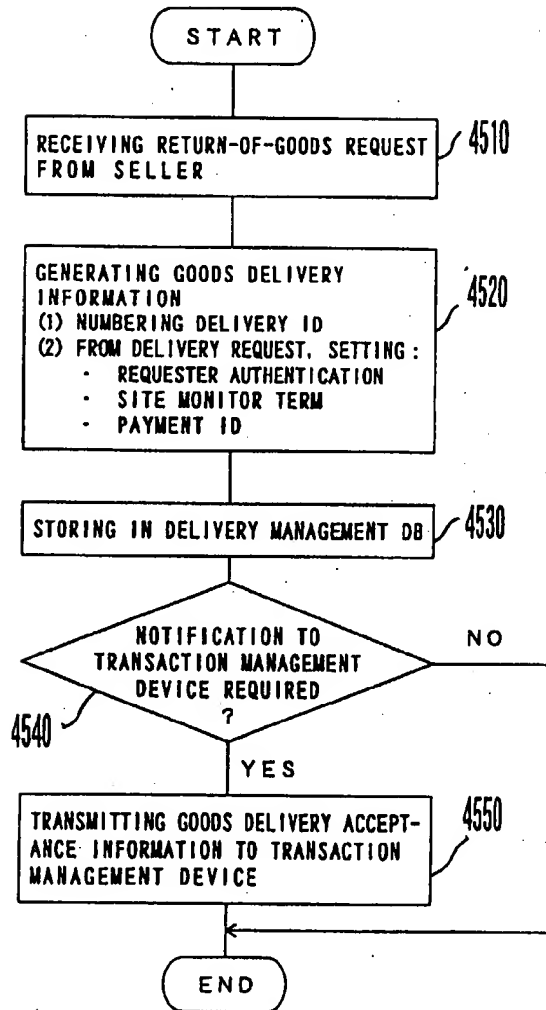 START
RECEIVING RETURN-OF-GOODS REQUEST
FROM SELLER
4510
GENERATING GOODS DELIVERY
INFORMATION
(1) NUMBERING DELIVERY ID
(2) FROM DELIVERY REQUEST, SETTING:
· REQUESTER AUTHENTICATION
· SITE MONITOR TERM
· PAYMENT ID
4520
STORING IN DELIVERY MANAGEMENT DB
4530
NOTIFICATION TO
TRANSACTION MANAGEMENT
DEVICE REQUIRED
?
4540
NO
YES
TRANSMITTING GOODS DELIVERY ACCEPT-
ANCE INFORMATION TO TRANSACTION
MANAGEMENT DEVICE
4550
END